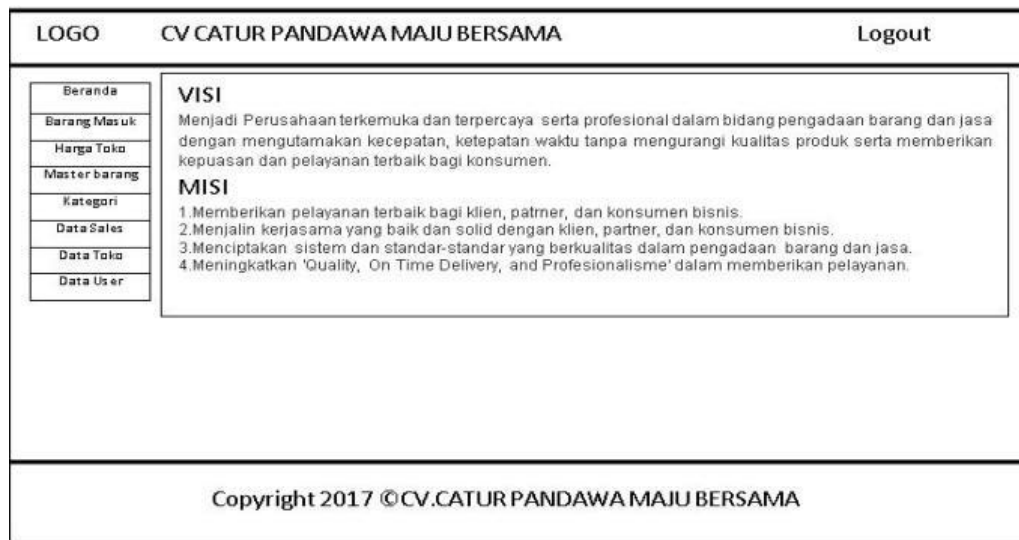 LOGO CV CATUR PANDAWA MAJU BERSAMA Logout
Beranda
Barang Masuk
Harga Toko
Master barang
Kategori
Data Sales
Data Toko
Data User
VISI
Menjadi Perusahaan terkemuka dan terpercaya serta profesional dalam bidang pengadaan barang dan jasa
dengan mengutamakan kecepatan, ketepatan waktu tanpa mengurangi kualitas produk serta memberikan
kepuasan dan pelayanan terbaik bagi konsumen.
MISI
1.Memberikan pelayanan terbaik bagi klien, patrner, dan konsumen bisnis.
2.Menjalin kerjasama yang baik dan solid dengan klien, partner, dan konsumen bisnis.
3.Menciptakan sistem dan standar-standar yang berkualitas dalam pengadaan barang dan jasa.
4.Meningkatkan 'Quality, On Time Delivery, and Profesionalisme' dalam memberikan pelayanan.
Copyright 2017 ©CV.CATUR PANDAWA MAJU BERSAMA